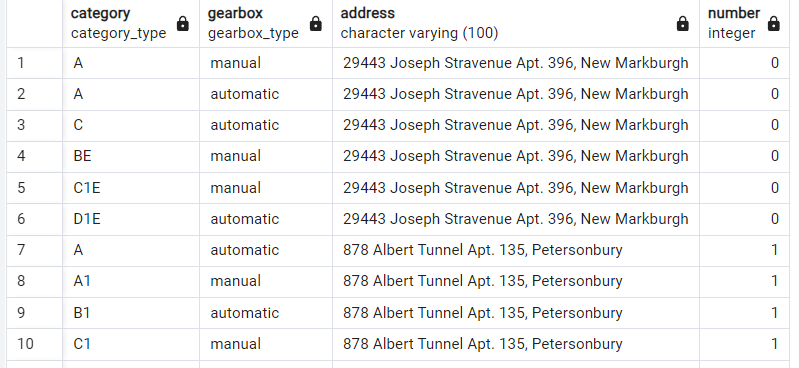 category gearbox address number
category_type gearbox_type character varying (100) integer
1 A manual 29443 Joseph Stravenue Apt. 396, New Markburgh 0
2 A automatic 29443 Joseph Stravenue Apt. 396, New Markburgh 0
3 C automatic 29443 Joseph Stravenue Apt. 396, New Markburgh 0
4 BE manual 29443 Joseph Stravenue Apt. 396, New Markburgh 0
5 C1E manual 29443 Joseph Stravenue Apt. 396, New Markburgh 0
6 D1E automatic 29443 Joseph Stravenue Apt. 396, New Markburgh 0
7 A automatic 878 Albert Tunnel Apt. 135, Petersonbury 1
8 A1 manual 878 Albert Tunnel Apt. 135, Petersonbury 1
9 B1 automatic 878 Albert Tunnel Apt. 135, Petersonbury 1
10 C1 manual 878 Albert Tunnel Apt. 135, Petersonbury 1